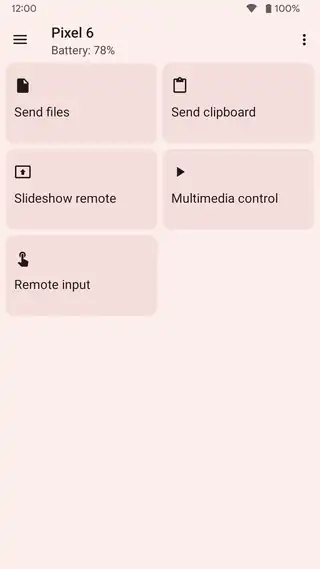 12:00
100%
Pixel 6
Battery: 78%
Send files
Send clipboard
Slideshow remote
Multimedia control
Remote input